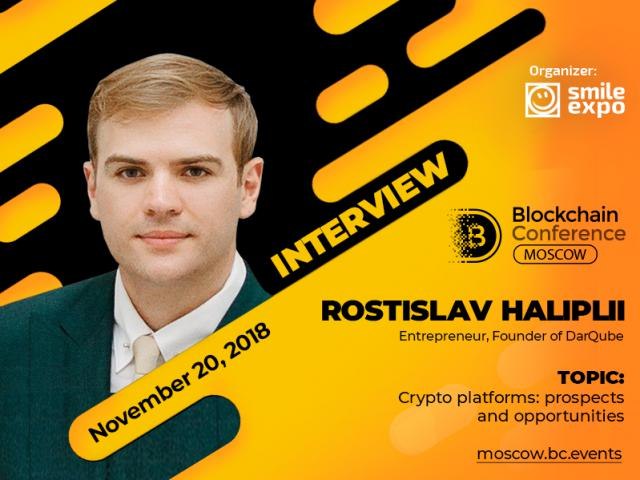 Organizer:
smile
expo
INTERVIEW
Blockchain
Conference
MOSCOW
ROSTISLAV HALIPLII
Entrepreneur, Founder of DarQube
November 20, 2018
TOPIC:
Crypto platforms: prospects
and opportunities
moscow.bc.events